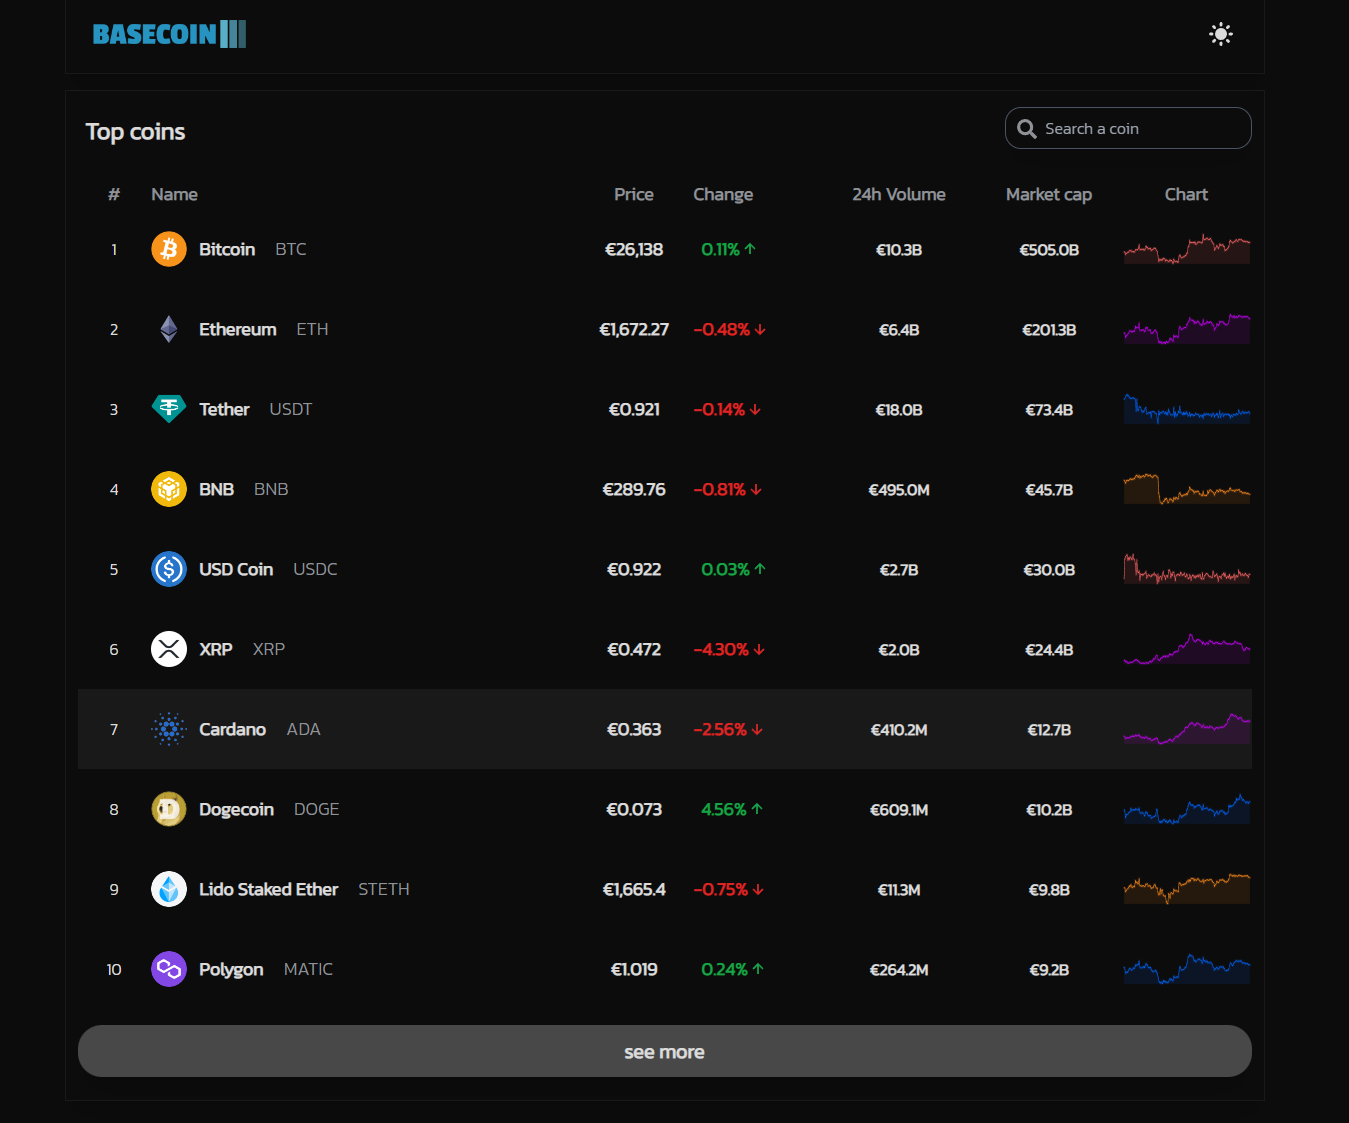 BASECOIN
Top coins
Search a coin
# Name Price Change 24h Volume Market cap Chart
1 Bitcoin BTC €26,138 0.11% ↑ €10.3B €505.0B
2 Ethereum ETH €1,672.27 -0.48% ↓ €6.4B €201.3B
3 Tether USDT €0.921 -0.14% ↓ €18.0B €73.4B
4 BNB BNB €289.76 -0.81% ↓ €495.0M €45.7B
5 USD Coin USDC €0.922 0.03% ↑ €2.7B €30.0B
6 XRP XRP €0.472 -4.30% ↓ €2.0B €24.4B
7 Cardano ADA €0.363 -2.56% ↓ €410.2M €12.7B
8 Dogecoin DOGE €0.073 4.56% ↑ €609.1M €10.2B
9 Lido Staked Ether STETH €1,665.4 -0.75% ↓ €11.3M €9.8B
10 Polygon MATIC €1.019 0.24% ↑ €264.2M €9.2B
see more